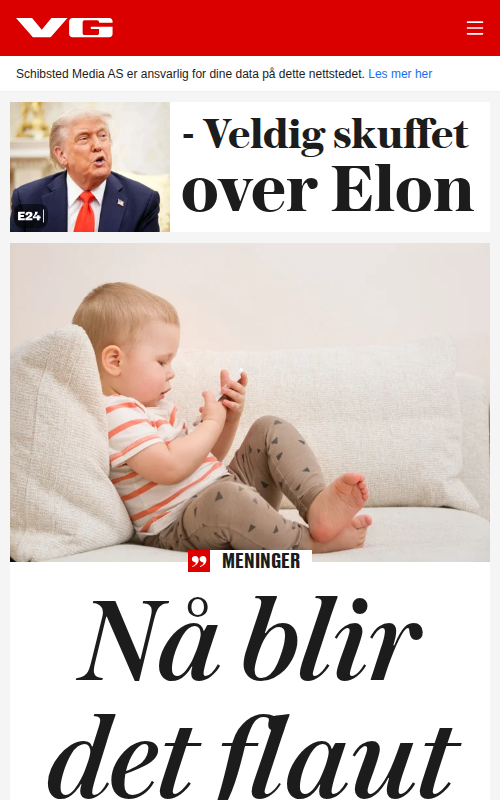 VG
Schibsted Media AS er ansvarlig for dine data på dette nettstedet. Les mer her
- Veldig skuffet
over Elon
E24
MENINGER
Nå blir
det flaut